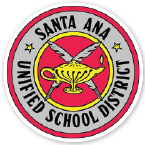 SANTA ANA
UNIFIED SCHOOL DISTRICT